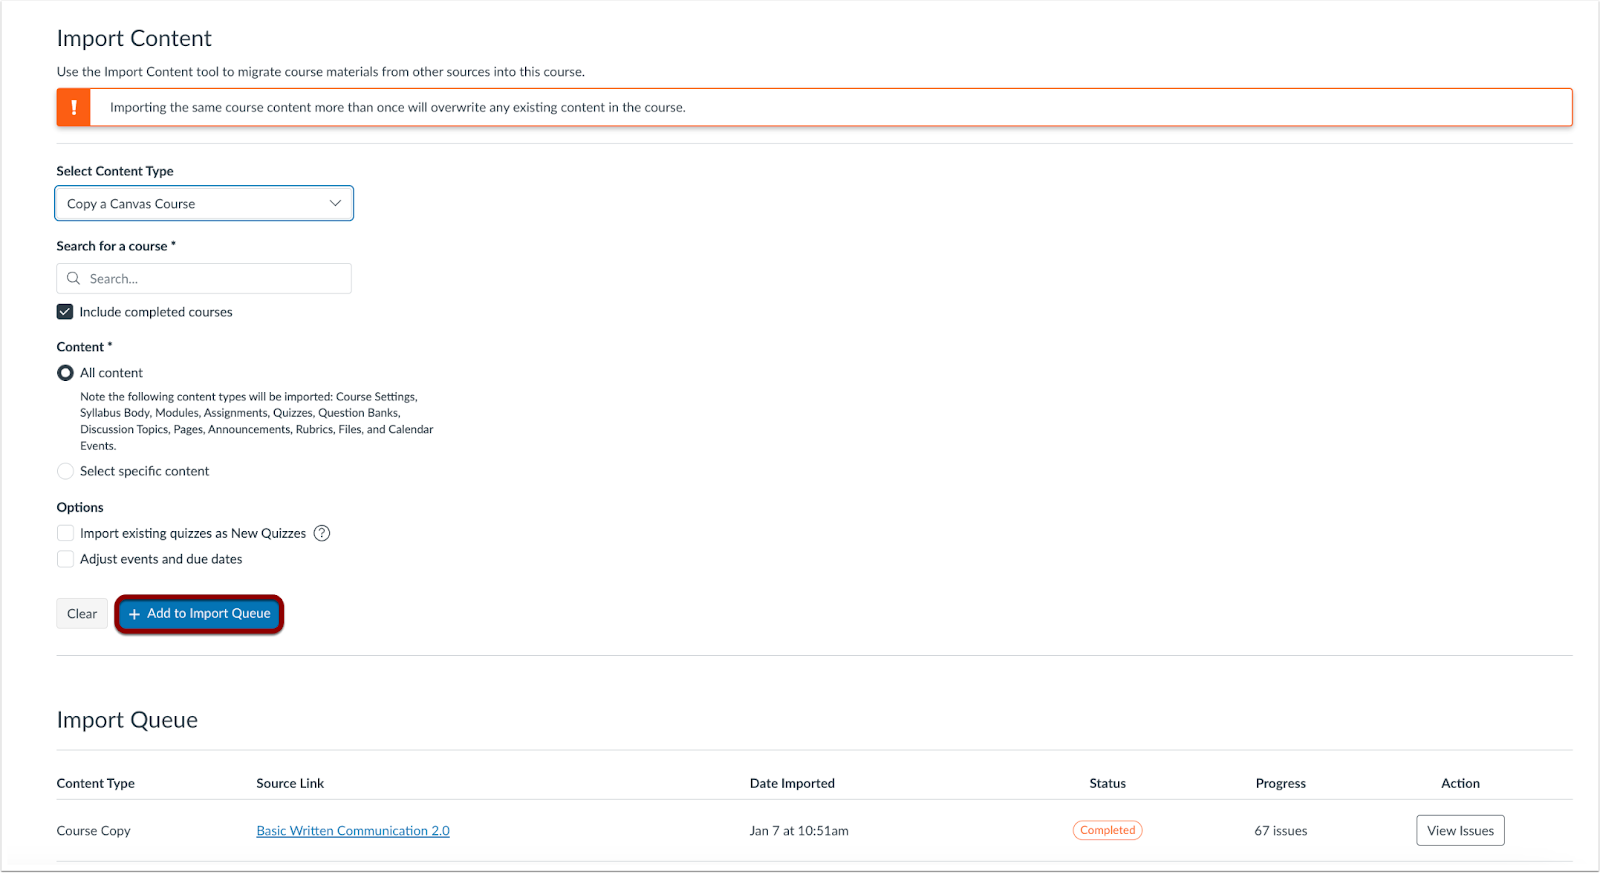 Import Content
Use the Import Content tool to migrate course materials from other sources into this course.
!
Importing the same course content more than once will overwrite any existing content in the course.
Select Content Type
Copy a Canvas Course
Search for a course *
Search...
Include completed courses
Content *
All content
Note the following content types will be imported: Course Settings,
Syllabus Body, Modules, Assignments, Quizzes, Question Banks,
Discussion Topics, Pages, Announcements, Rubrics, Files, and Calendar
Events.
Select specific content
Options
Import existing quizzes as New Quizzes ?
Adjust events and due dates
Clear + Add to Import Queue
Import Queue
Content Type Source Link Date Imported Status Progress Action
Course Copy Basic Written Communication 2.0 Jan 7 at 10:51am Completed 67 issues View Issues